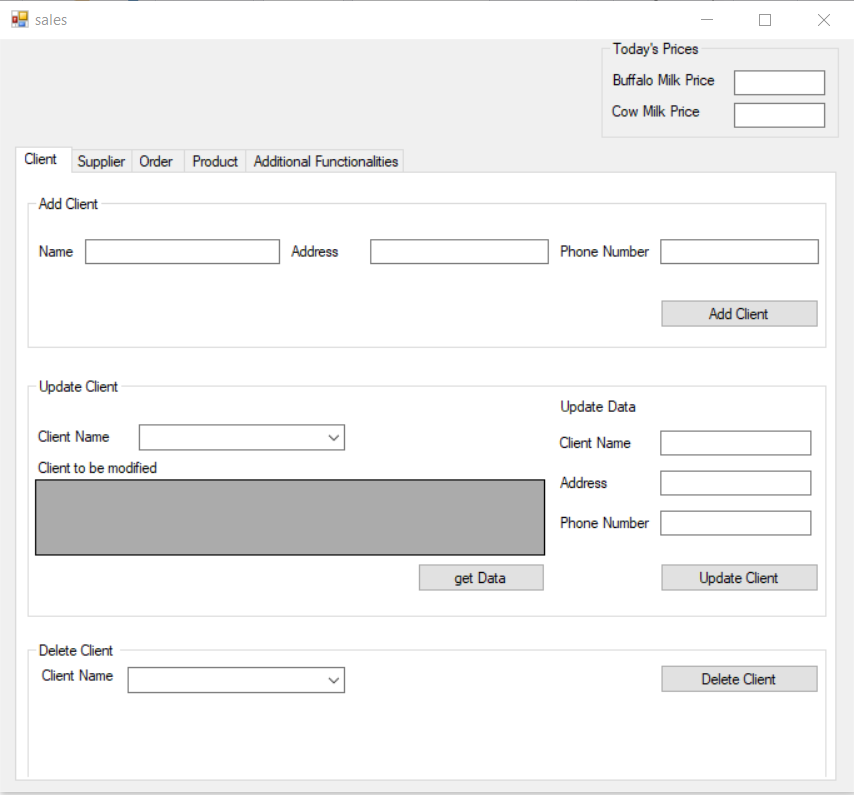 sales
Today's Prices
Buffalo Milk Price
Cow Milk Price
Client Supplier Order Product Additional Functionalities
Add Client
Name Address Phone Number
Add Client
Update Client
Update Data
Client Name
Client Name
Client to be modified
Address
Phone Number
get Data Update Client
Delete Client
Client Name
Delete Client